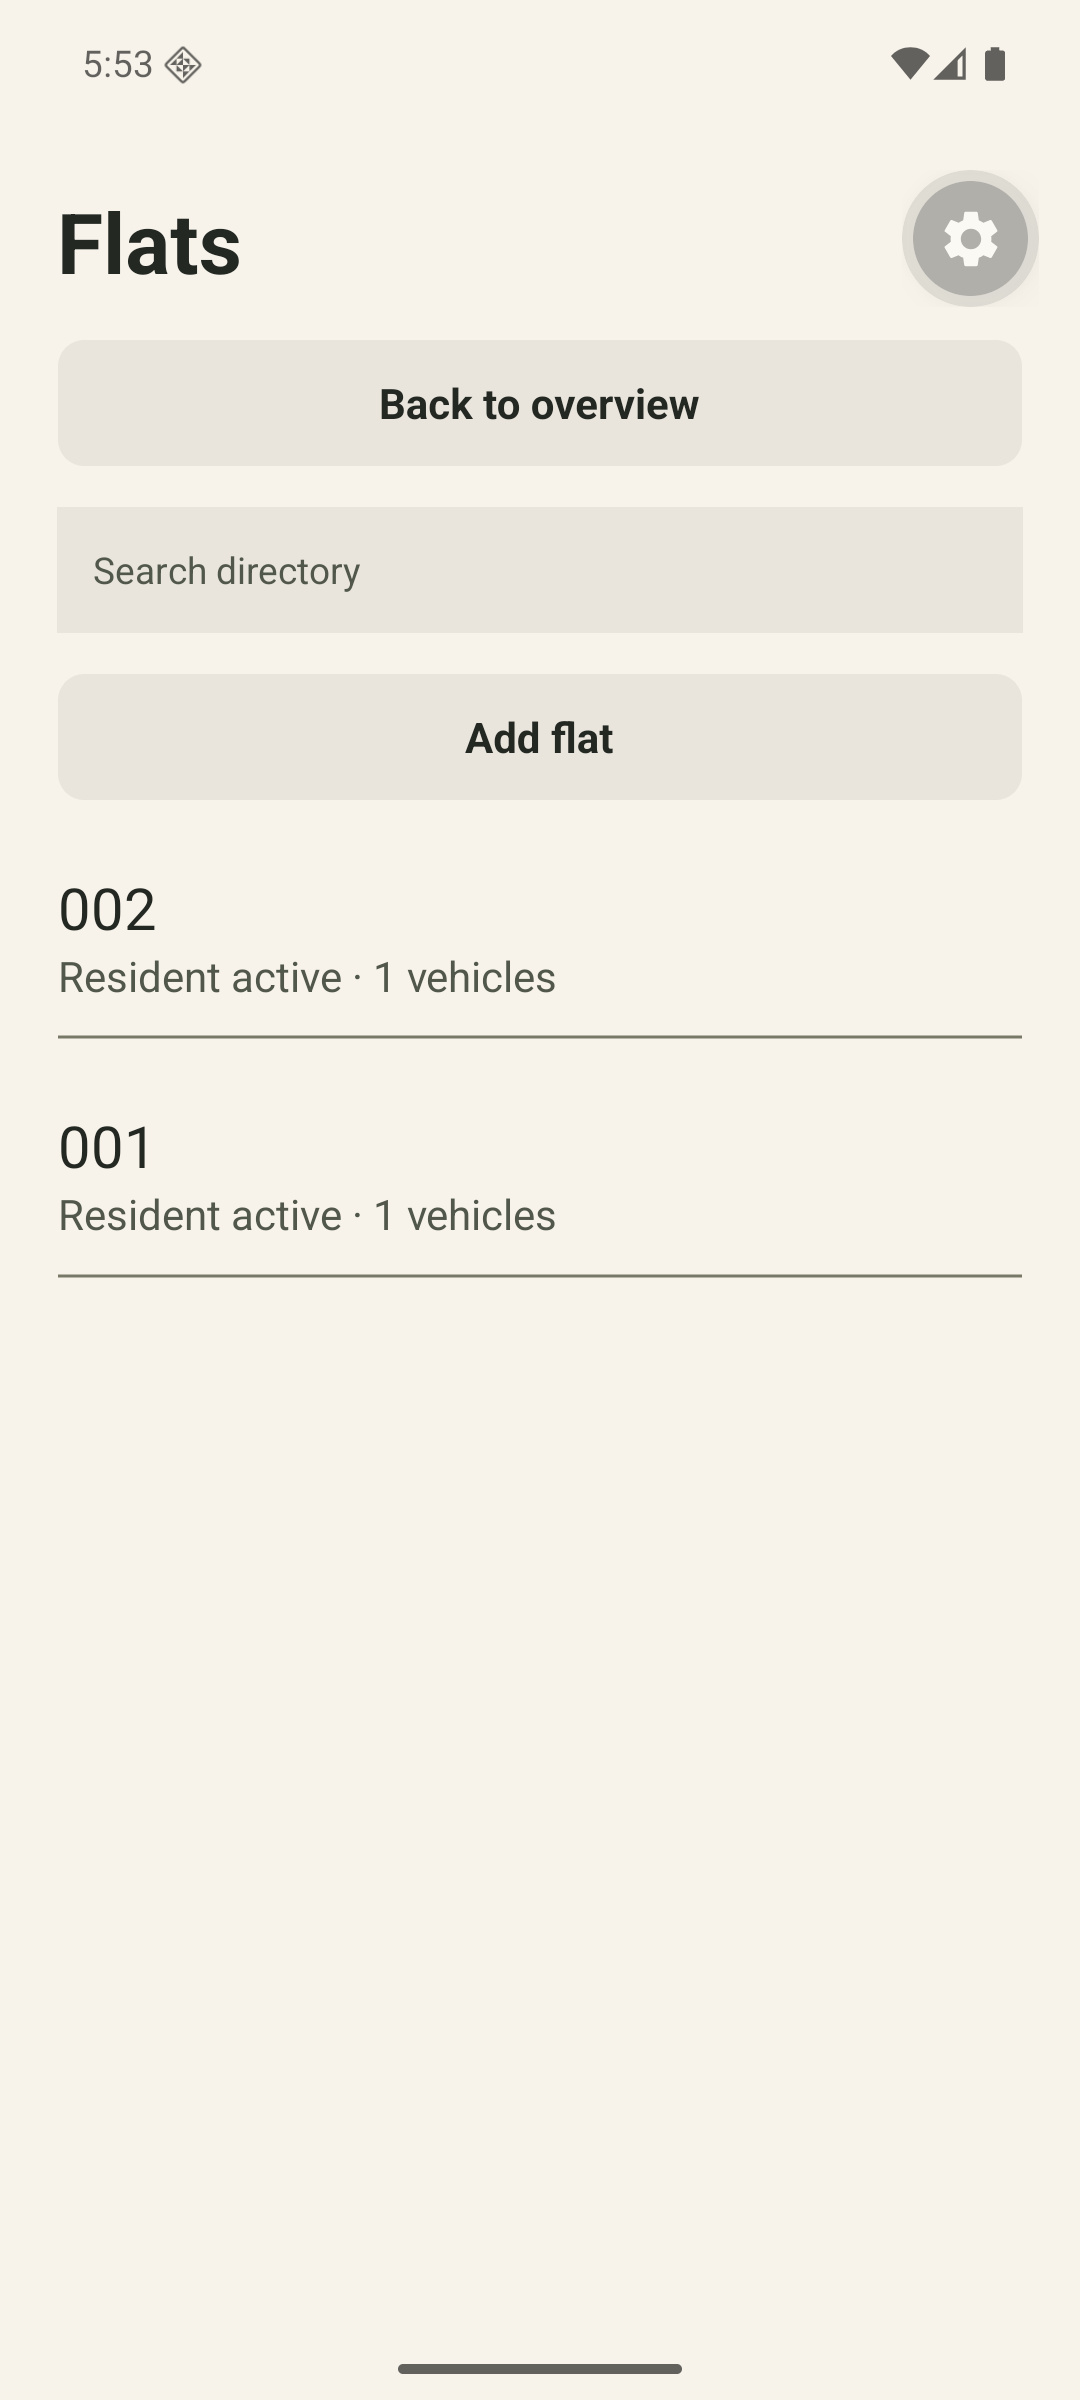 5:53
Flats
Back to overview
Search directory
Add flat
002
Resident active · 1 vehicles
001
Resident active · 1 vehicles